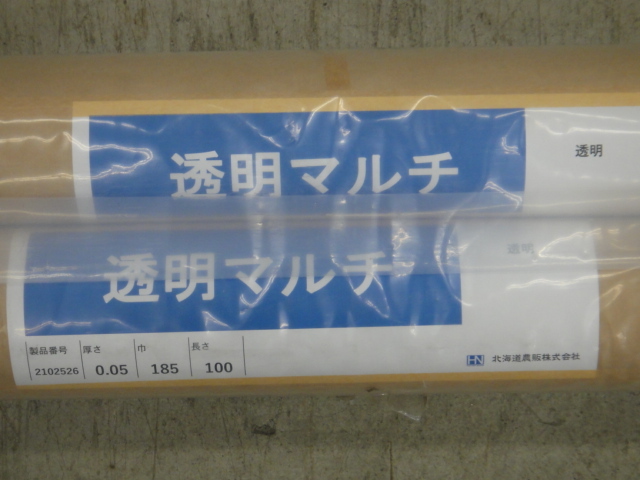 透明マルチ
透明
透明マルチ
透明
製品番号 厚さ 巾 長さ
2102526 0.05 185 100
HN 北海道農販株式会社